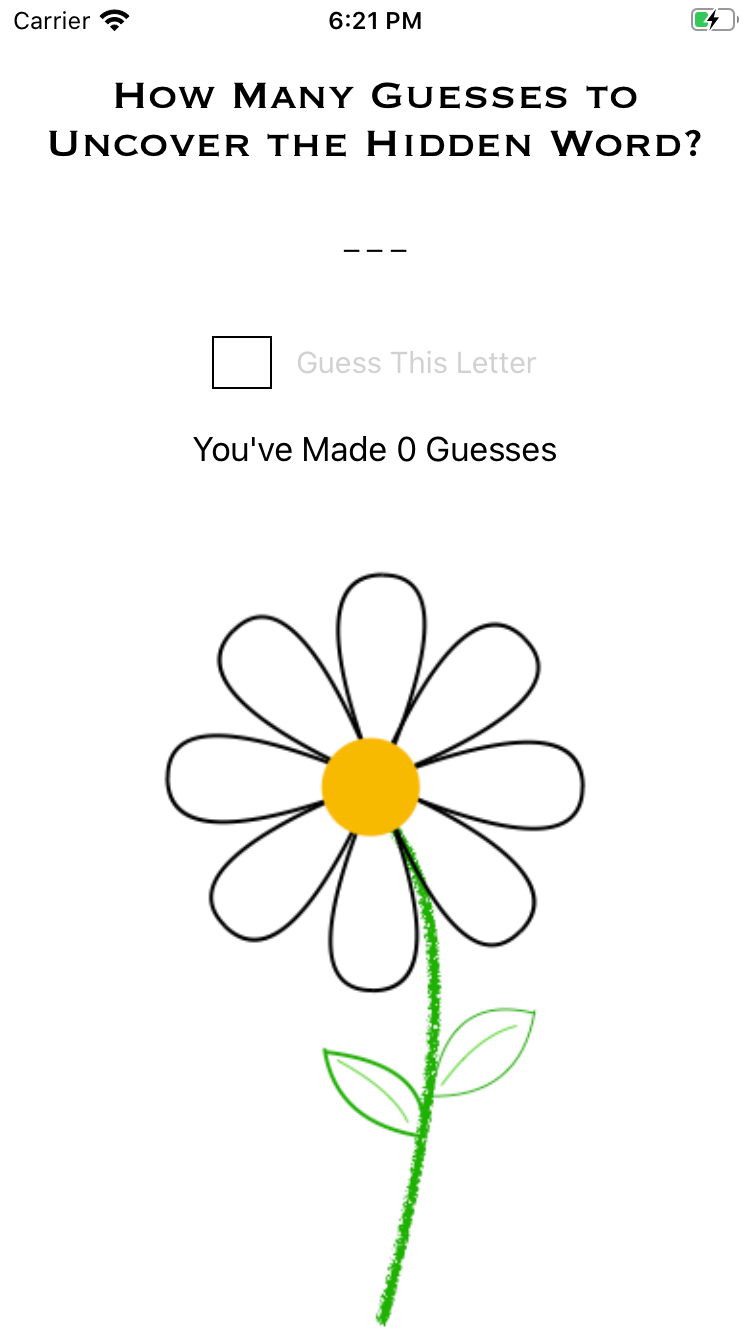 Carrier 6:21 PM
How Many Guesses to
Uncover the Hidden Word?
_ _ _
Guess This Letter
You've Made 0 Guesses